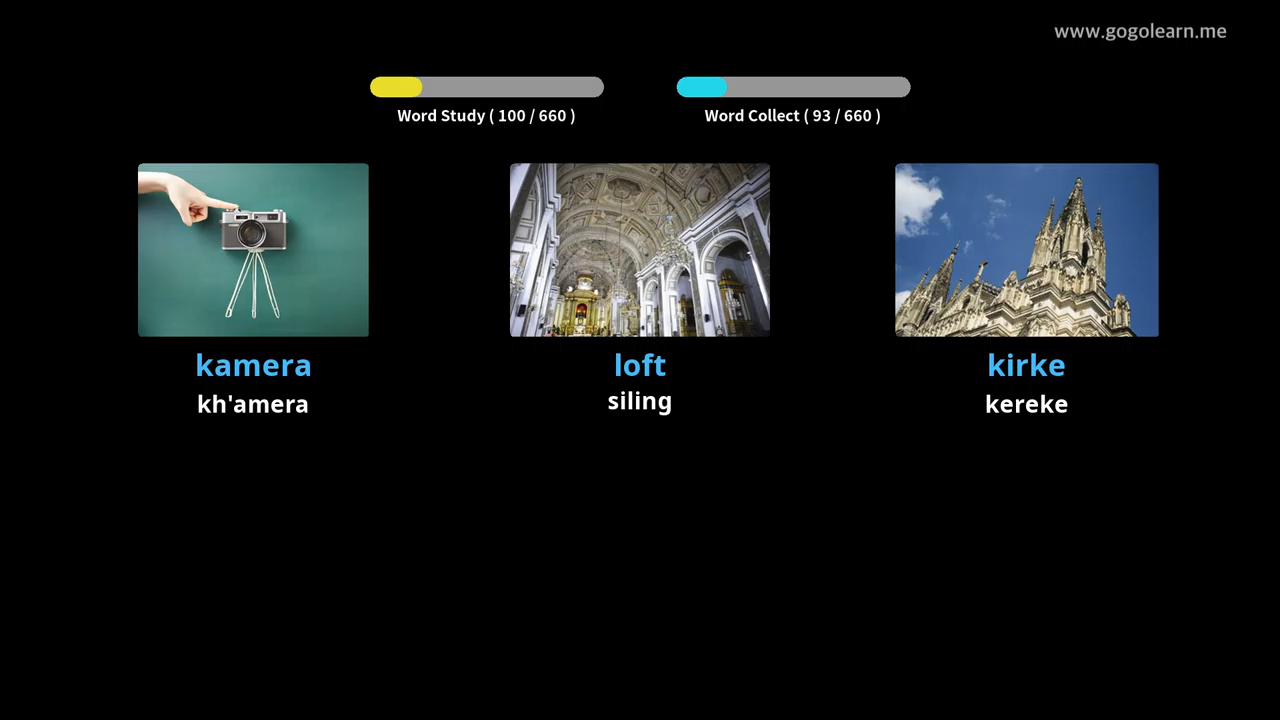 www.gogolearn.me
Word Study ( 100 / 660 )
Word Collect ( 93 / 660 )
kamera
kh'amera
loft
siling
kirke
kereke